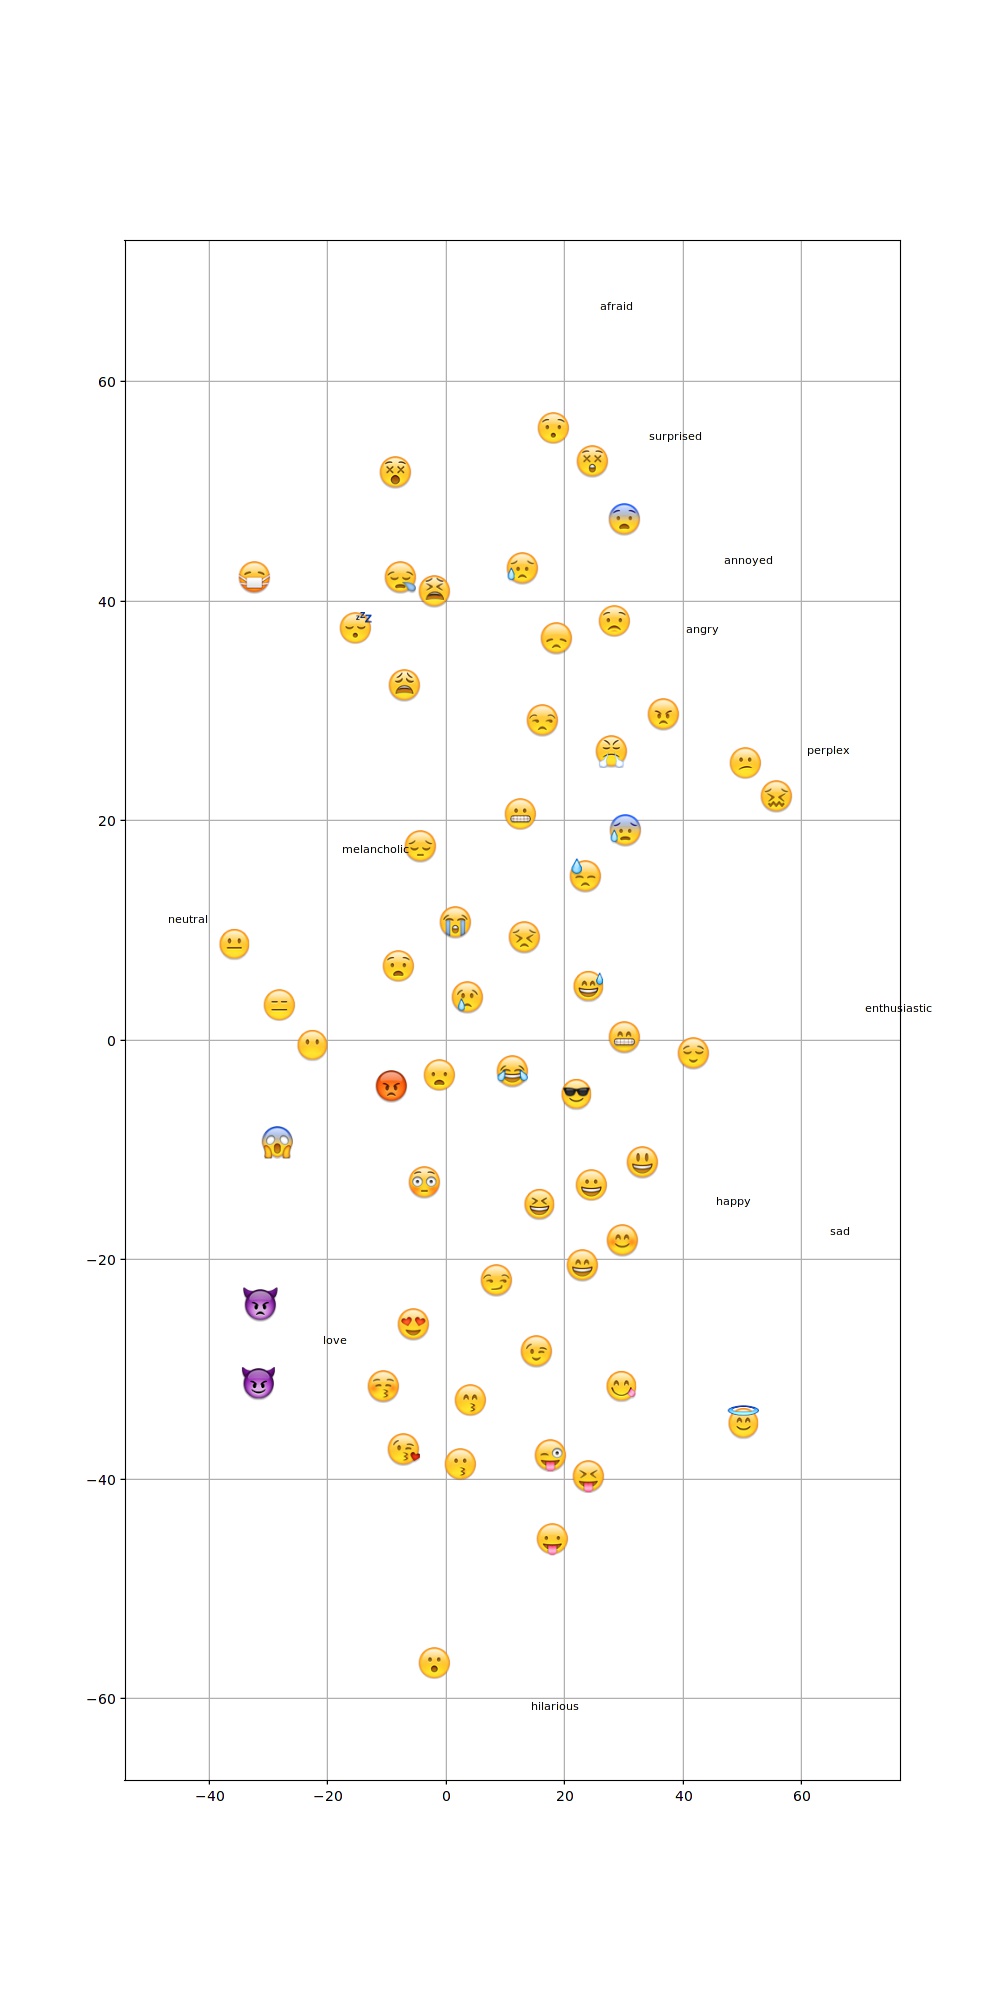 afraid
60
surprised
annoyed
40
zzZ
angry
perplex
20
melancholic
neutral
enthusiastic
0
happy
sad
−20
love
−40
−60
hilarious
−40 −20 0 20 40 60